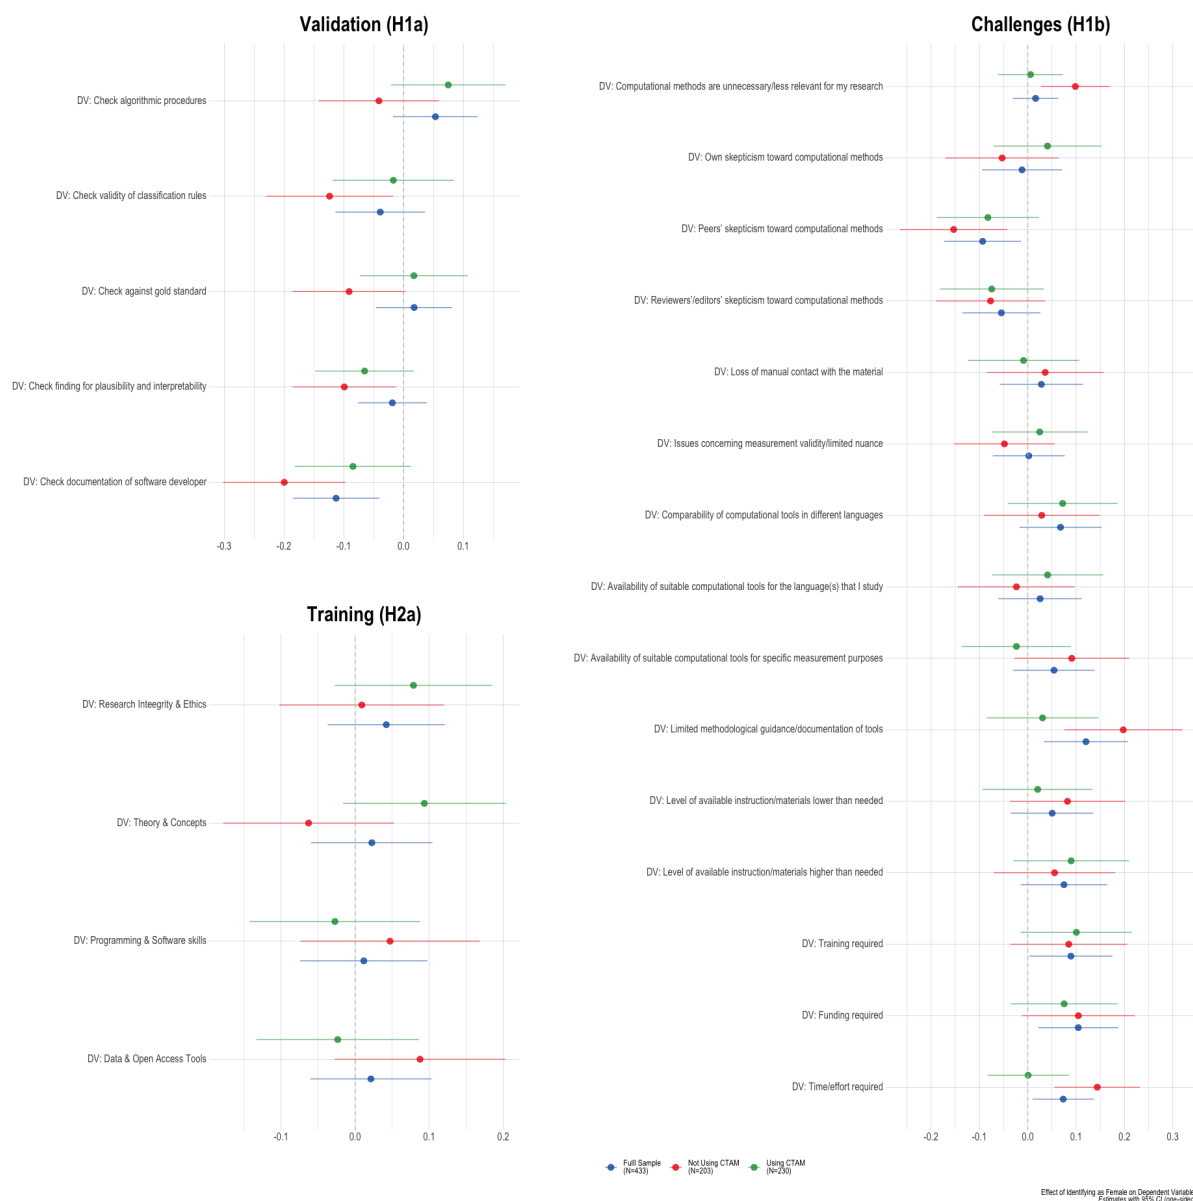 Validation (H1a)
DV: Check algorithmic procedures
DV: Check validity of classification rules
DV: Check against gold standard
DV: Check finding for plausibility and interpretability
DV: Check documentation of software developer
-0.3 -0.2 -0.1 0.0 0.1
Training (H2a)
DV: Research Inteegrity & Ethics
DV: Theory & Concepts
DV: Programming & Software skills
DV: Data & Open Access Tools
-0.1 0.0 0.1 0.2
Challenges (H1b)
DV: Computational methods are unnecessary/less relevant for my research
DV: Own skepticism toward computational methods
DV: Peers' skepticism toward computational methods
DV: Reviewers'/editors' skepticism toward computational methods
DV: Loss of manual contact with the material
DV: Issues concerning measurement validity/limited nuance
DV: Comparability of computational tools in different languages
DV: Availability of suitable computational tools for the language(s) that I study
DV: Availability of suitable computational tools for specific measurement purposes
DV: Limited methodological guidance/documentation of tools
DV: Level of available instruction/materials lower than needed
DV: Level of available instruction/materials higher than needed
DV: Training required
DV: Funding required
DV: Time/effort required
-0.2 -0.1 0.0 0.1 0.2 0.3
Fulll Sample
(N=433)
Not Using CTAM
(N=203)
Using CTAM
(N=230)
Effect of Identifying as Female on Dependent Variable
Estimates with 95% CI (one-sided